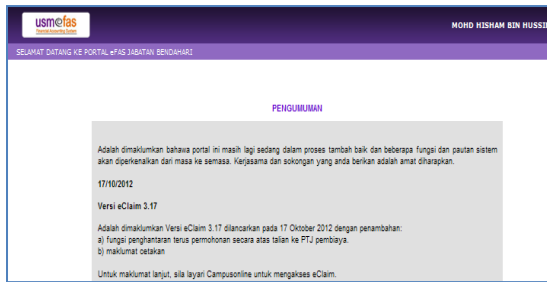 usm@efas
Financial Accounting System
MOHD HISHAM BIN HUSSI
SELAMAT DATANG KE PORTAL eFAS JABATAN BENDAHARI
PENGUMUMAN
Adalah dimaklumkan bahawa portal ini masih lagi sedang dalam proses tambah baik dan beberapa fungsi dan pautan sistem
akan diperkenalkan dari masa ke semasa. Kerjasama dan sokongan yang anda berikan adalah amat diharapkan.
17/10/2012
Versi eClaim 3.17
Adalah dimaklumkan Versi eClaim 3.17 dilancarkan pada 17 Oktober 2012 dengan penambahan:
a) fungsi penghantaran terus permohonan secara atas talian ke PTJ pembiaya.
b) maklumat cetakan
Untuk maklumat lanjut, sila layari Campusonline untuk mengakses eClaim.